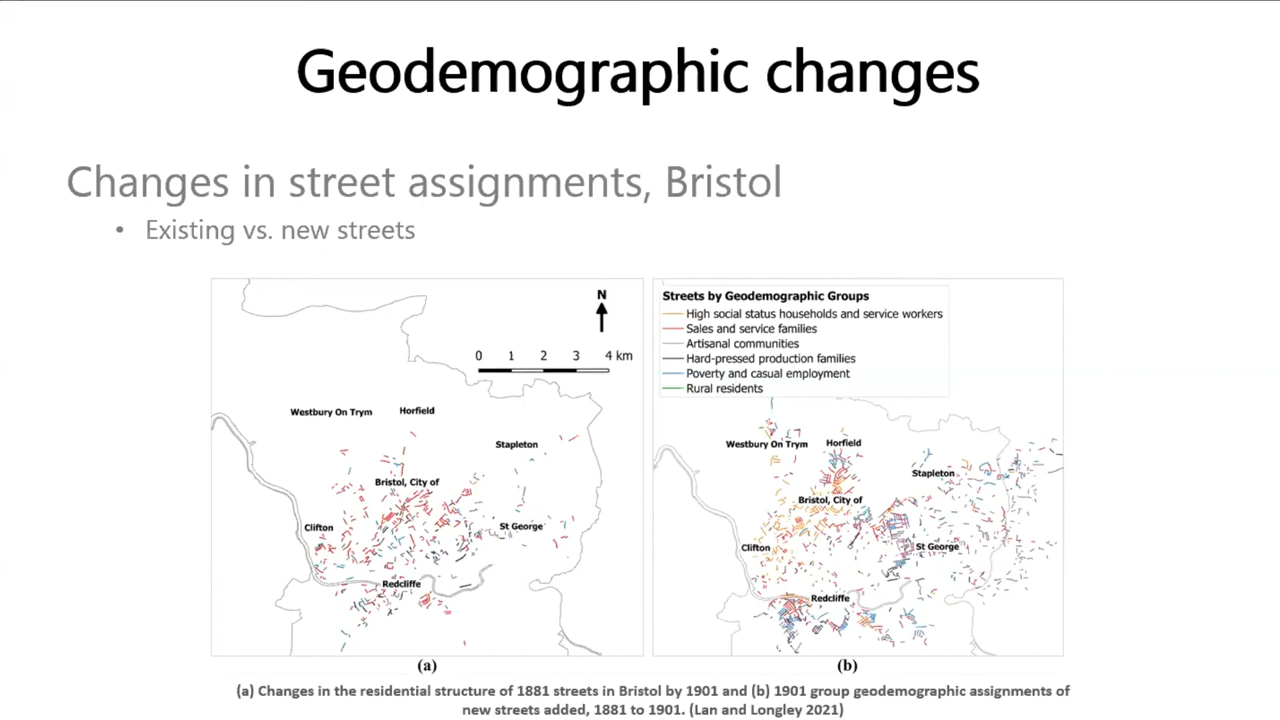 Geodemographic changes
Changes in street assignments, Bristol
• Existing vs. new streets
N
0 1 2 3 4 km
Westbury On Trym
Horfield
Stapleton
Bristol, City of
Clifton
St George
Redcliffe
(a)
Streets by Geodemographic Groups
High social status households and service workers
Sales and service families
Artisanal communities
Hard-pressed production families
Poverty and casual employment
Rural residents
Westbury On Trym
Horfield
Stapleton
Bristol, City of
Clifton
St George
Redcliffe
(b)
(a) Changes in the residential structure of 1881 streets in Bristol by 1901 and (b) 1901 group geodemographic assignments of
new streets added, 1881 to 1901. (Lan and Longley 2021)